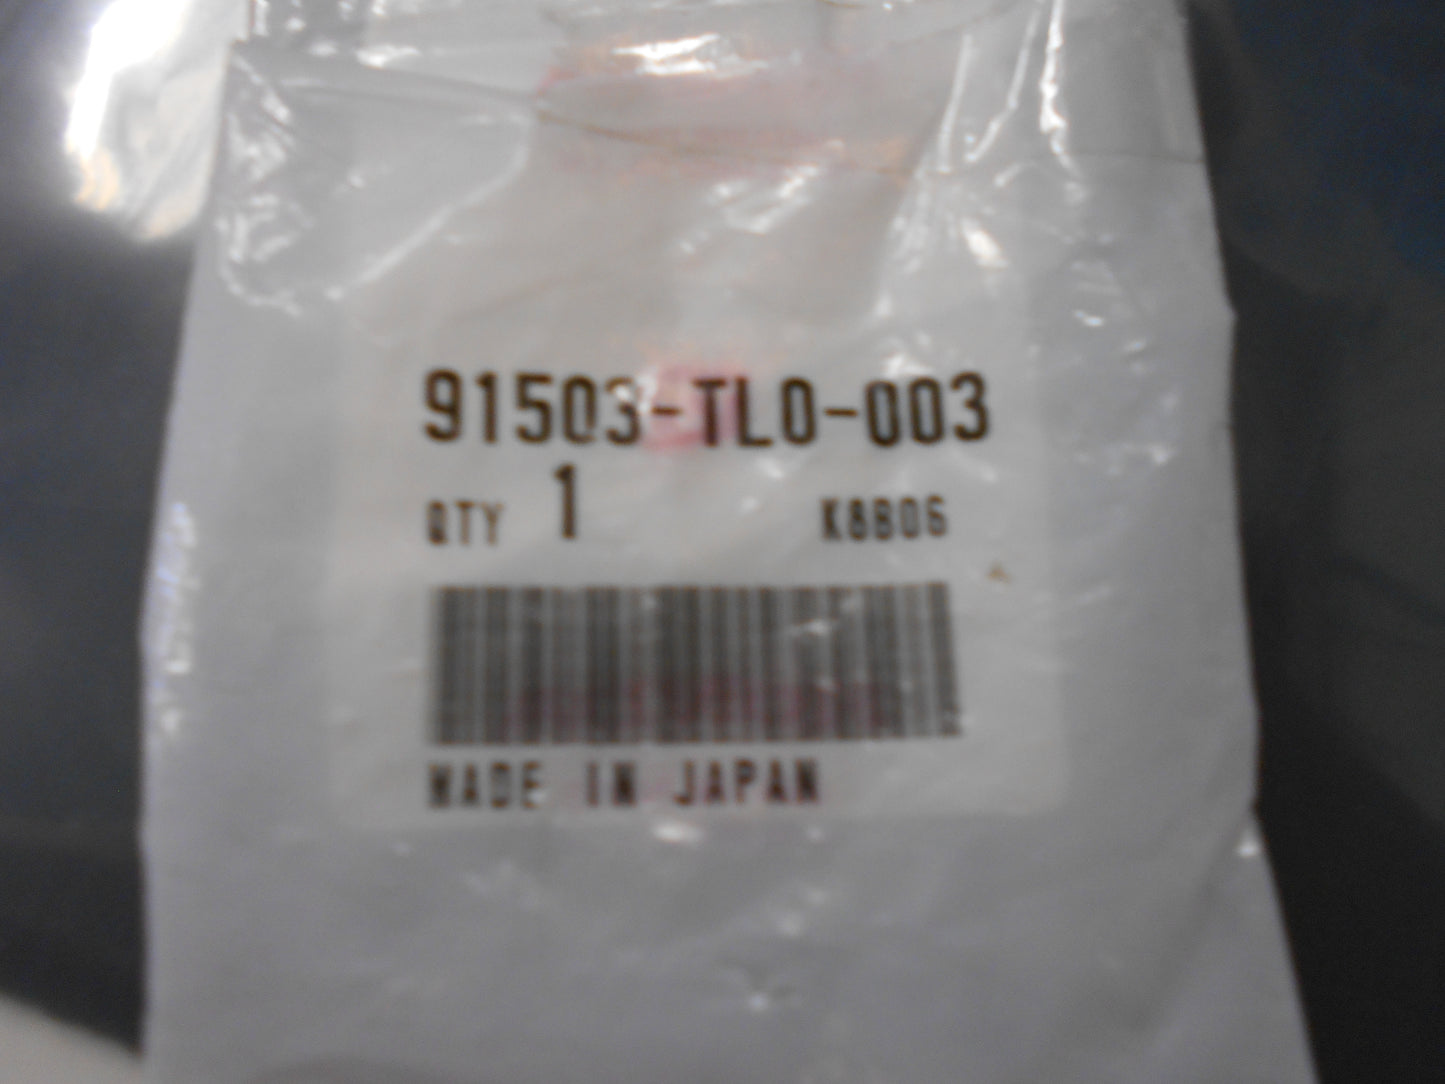 91503-TL0-003
QTY 1 K8B06
MADE IN JAPAN